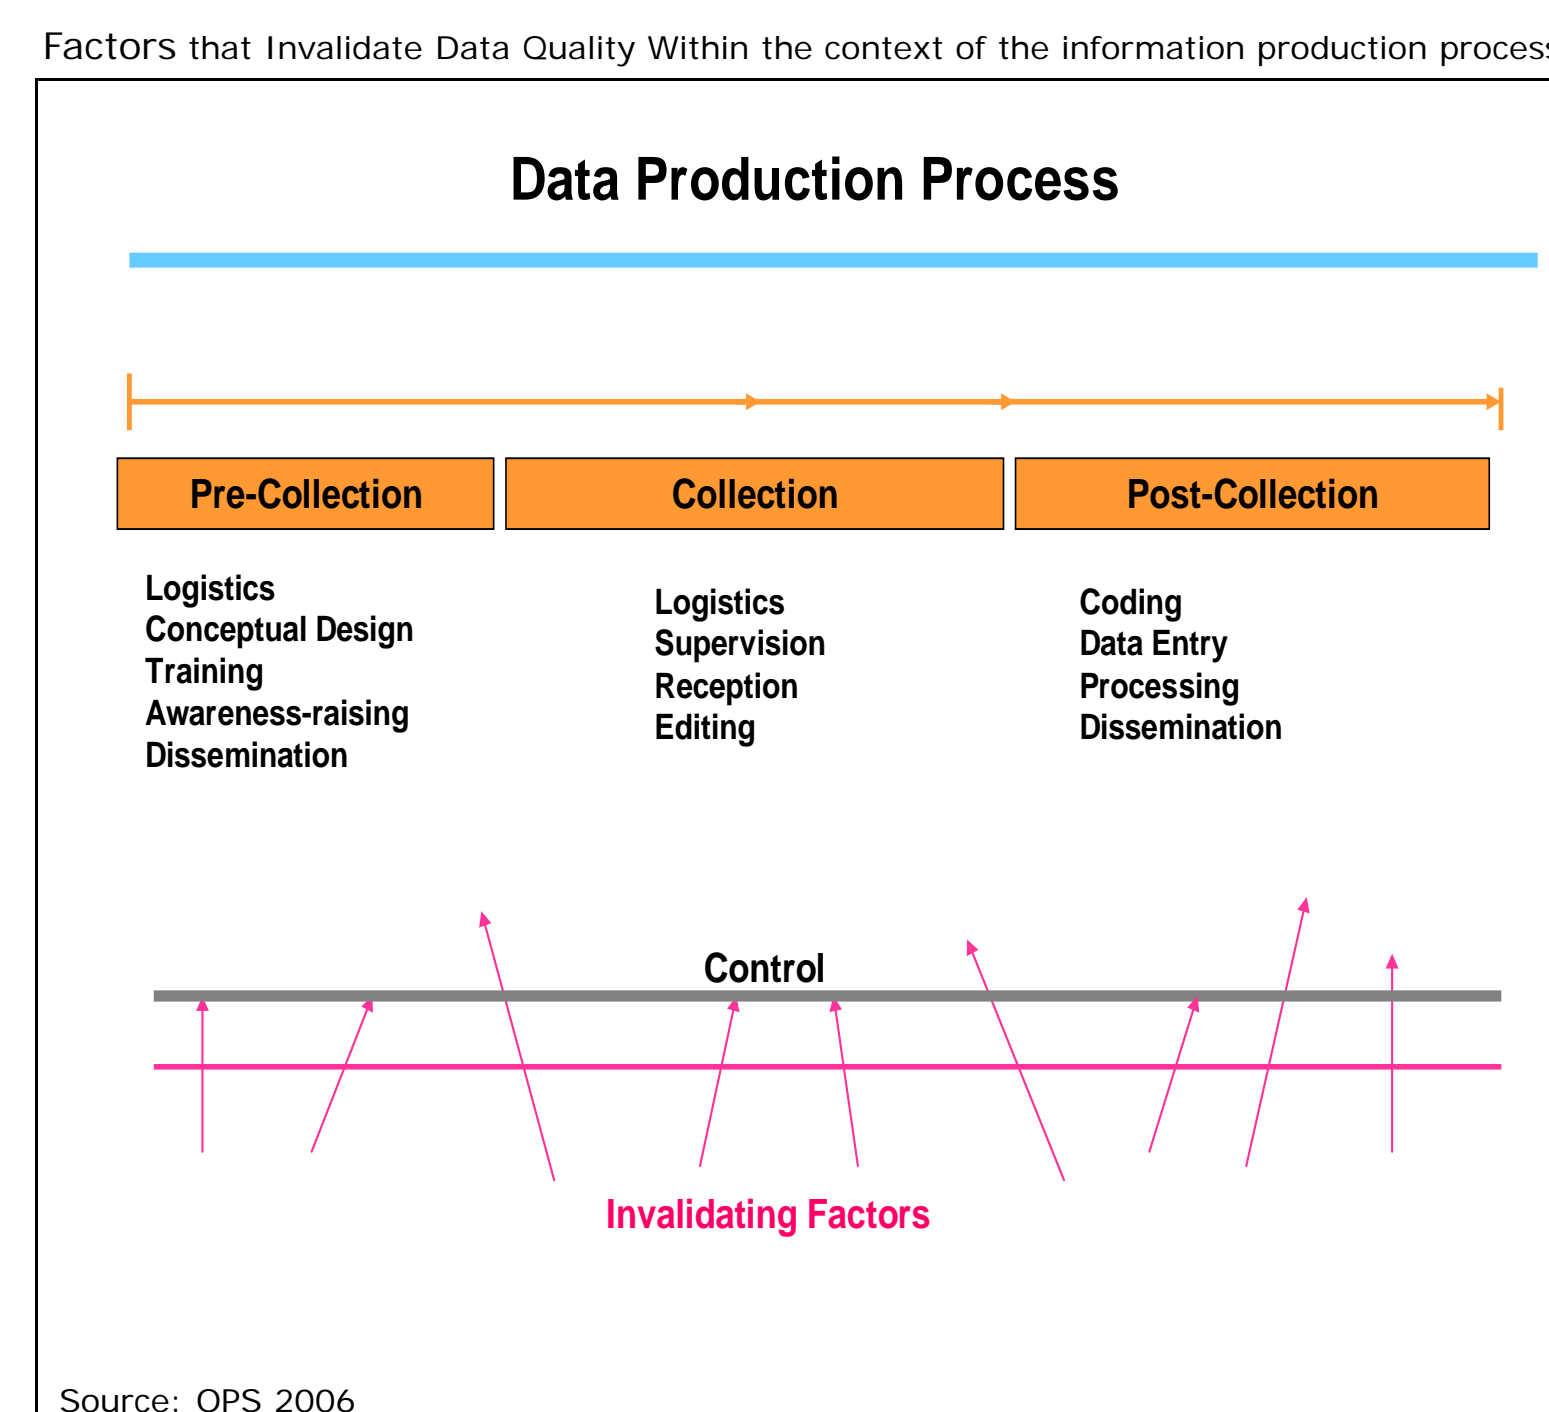 Factors that Invalidate Data Quality Within the context of the information production process
Data Production Process
Pre-Collection
Collection
Post-Collection
Logistics
Conceptual Design
Training
Awareness-raising
Dissemination
Logistics
Supervision
Reception
Editing
Coding
Data Entry
Processing
Dissemination
Control
Invalidating Factors
Source: OPS 2006